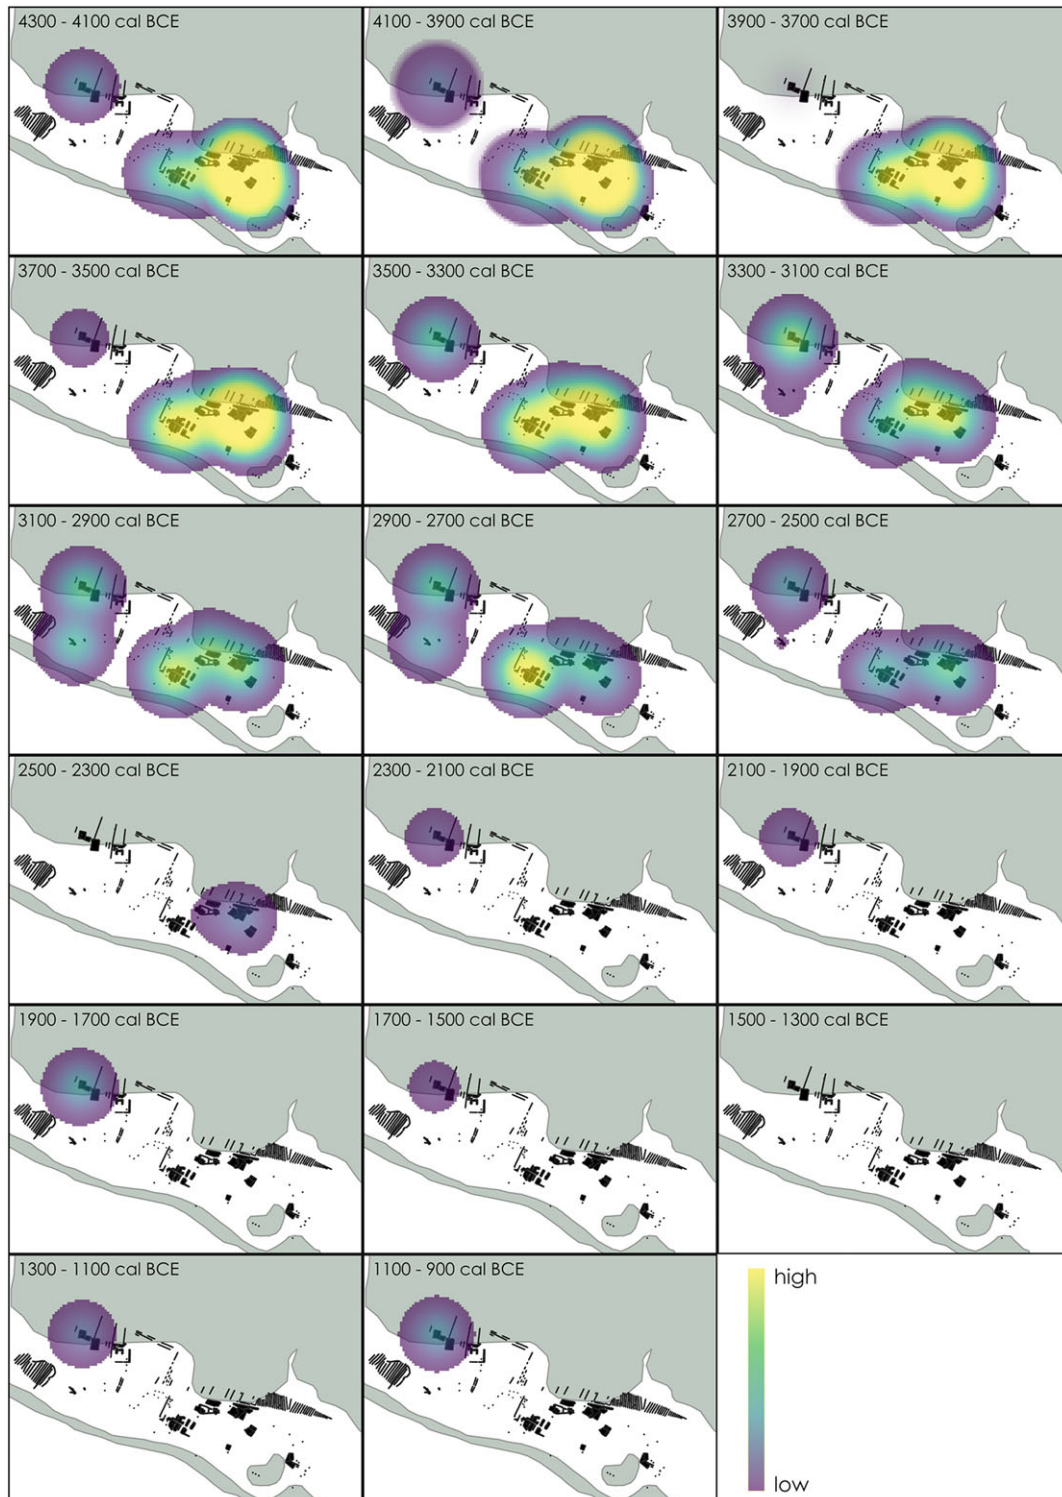 4300 - 4100 cal BCE
4100 - 3900 cal BCE
3900 - 3700 cal BCE
3700 - 3500 cal BCE
3500 - 3300 cal BCE
3300 - 3100 cal BCE
3100 - 2900 cal BCE
2900 - 2700 cal BCE
2700 - 2500 cal BCE
2500 - 2300 cal BCE
2300 - 2100 cal BCE
2100 - 1900 cal BCE
1900 - 1700 cal BCE
1700 - 1500 cal BCE
1500 - 1300 cal BCE
1300 - 1100 cal BCE
1100 - 900 cal BCE
high
low